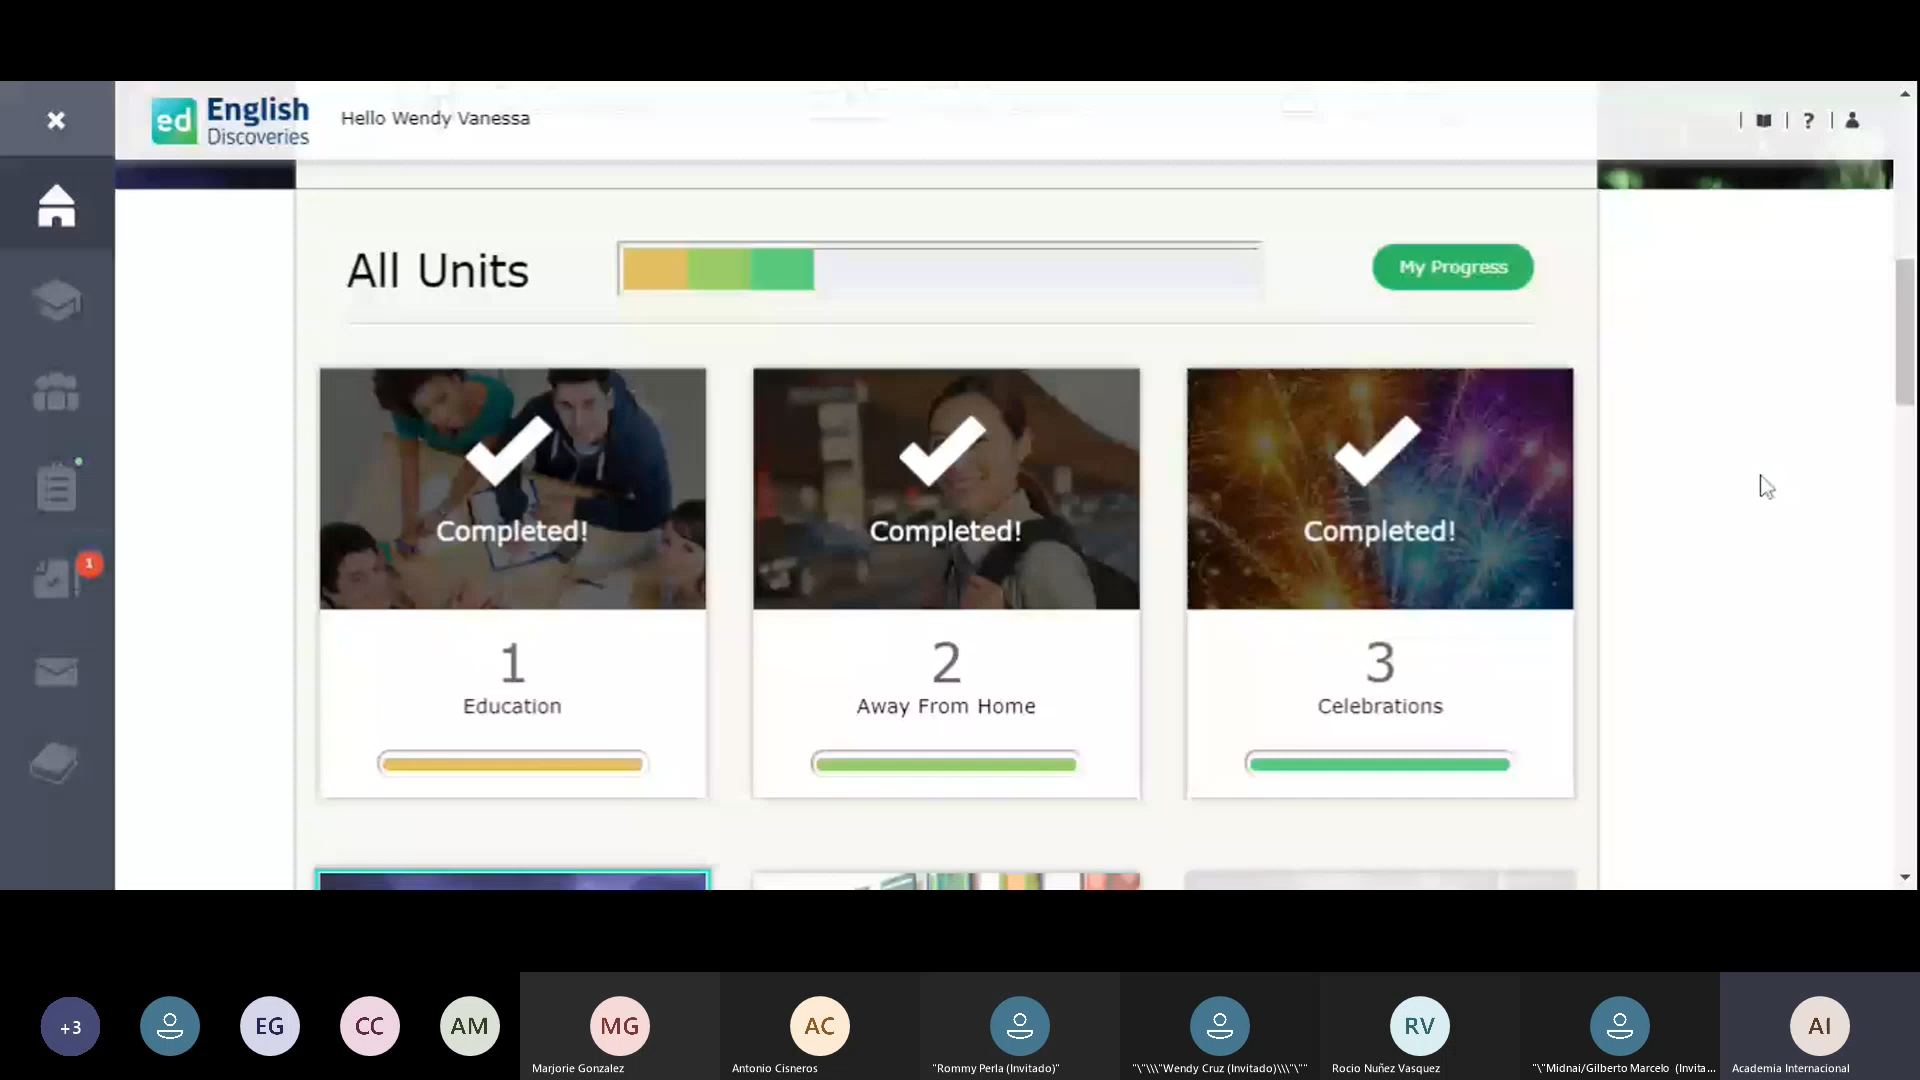 ed English Discoveries
Hello Wendy Vanessa
?
All Units
My Progress
Completed!
Completed!
Completed!
1
2
3
Education
Away From Home
Celebrations
1
+3
EG
CC
AM
MG
AC
RV
AI
Marjorie Gonzalez
Antonio Cisneros
"Rommy Perla (Invitado)"
"\"\\\"Wendy Cruz (Invitado)\\\"\""
Rocio Nuñez Vasquez
"\"Midnai/Gilberto Marcelo (Invita...
Academia Internacional